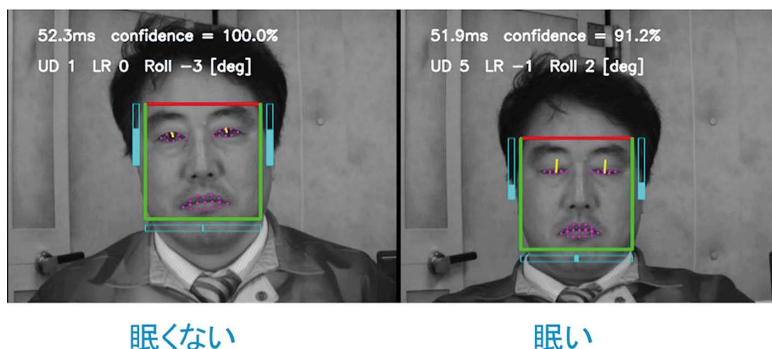 52.3ms confidence = 100.0%
UD 1 LR 0 Roll -3 [deg]
51.9ms confidence = 91.2%
UD 5 LR -1 Roll 2 [deg]
眠くない
眠い